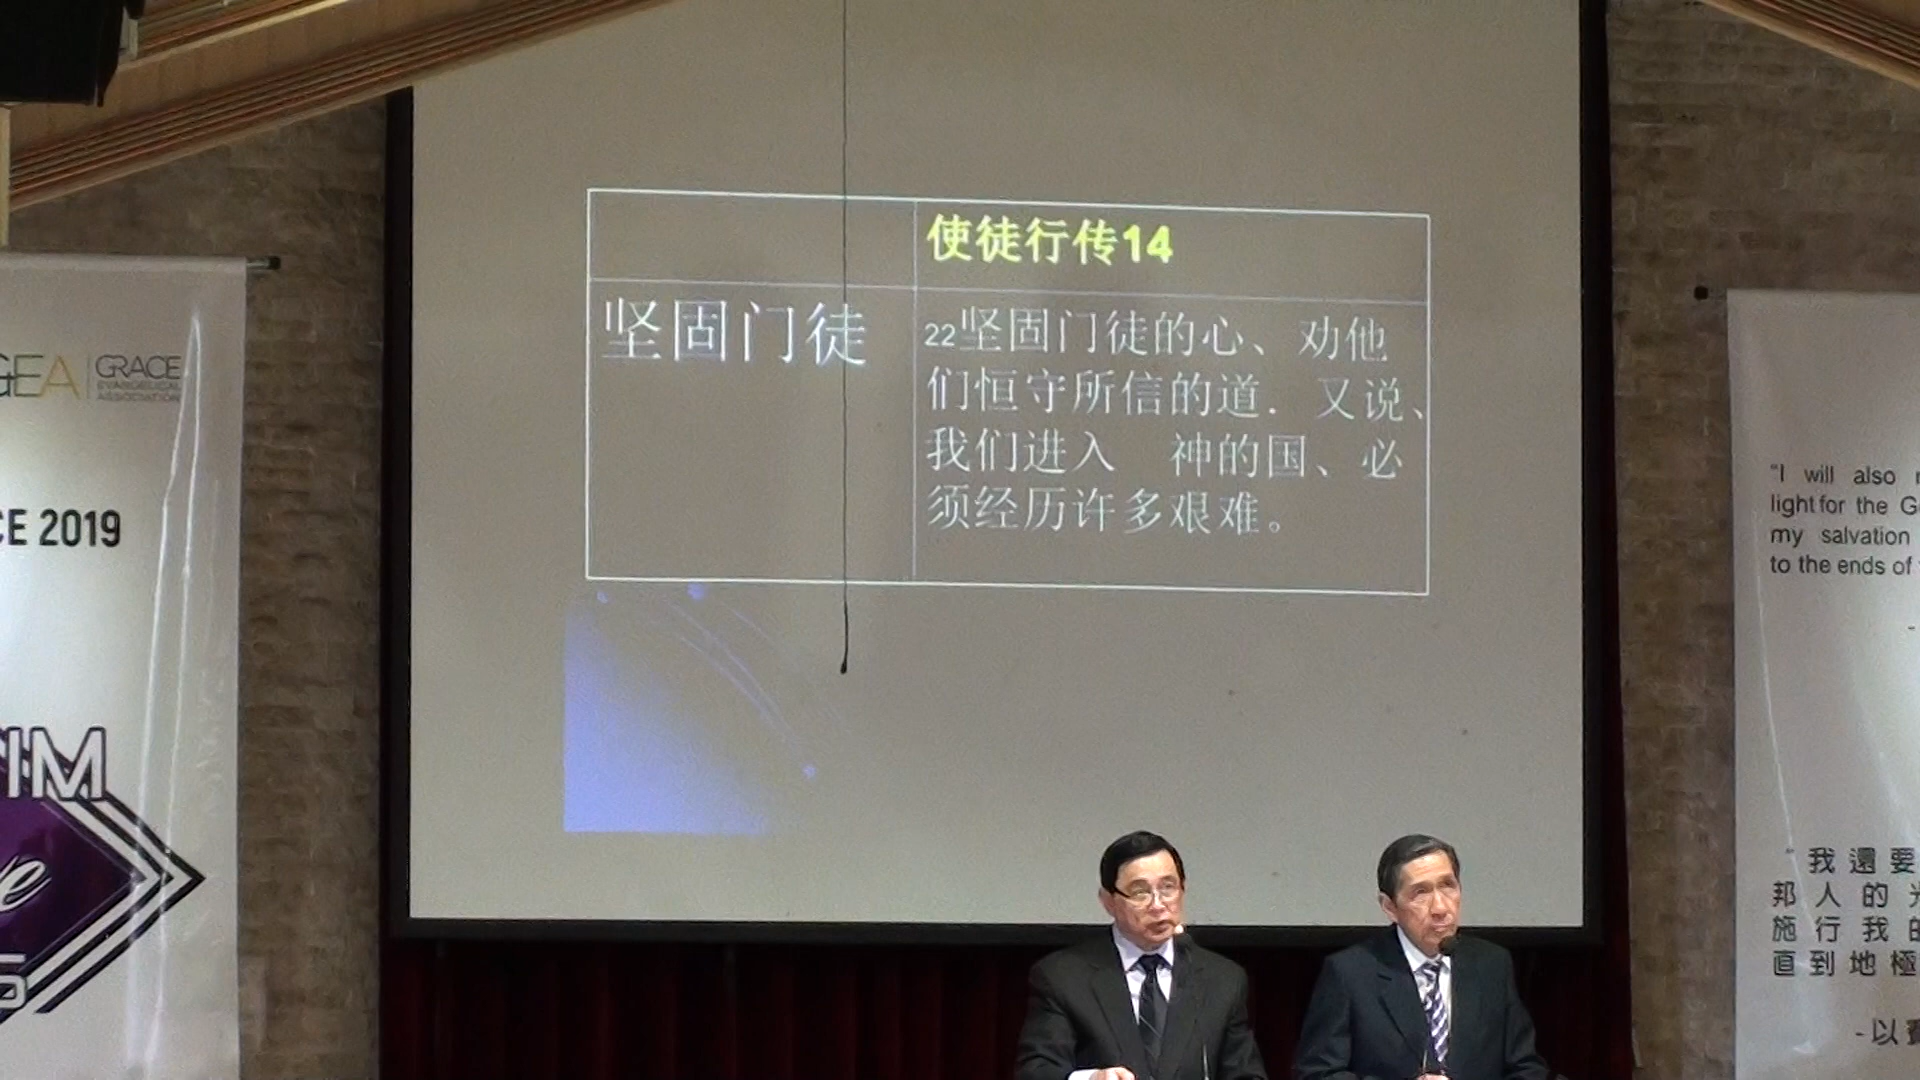 使徒行传14
坚固门徒
22坚固门徒的心、劝他
们恒守所信的道. 又说、
我们进入 神的国、必
须经历许多艰难。
GEA
GRACE
EVANGELICAL
ASSOCIATION
CE 2019
IM
“I will also
light for the
my salvation
to the ends of
我還要
邦人的
施行我的
直到地極
-以